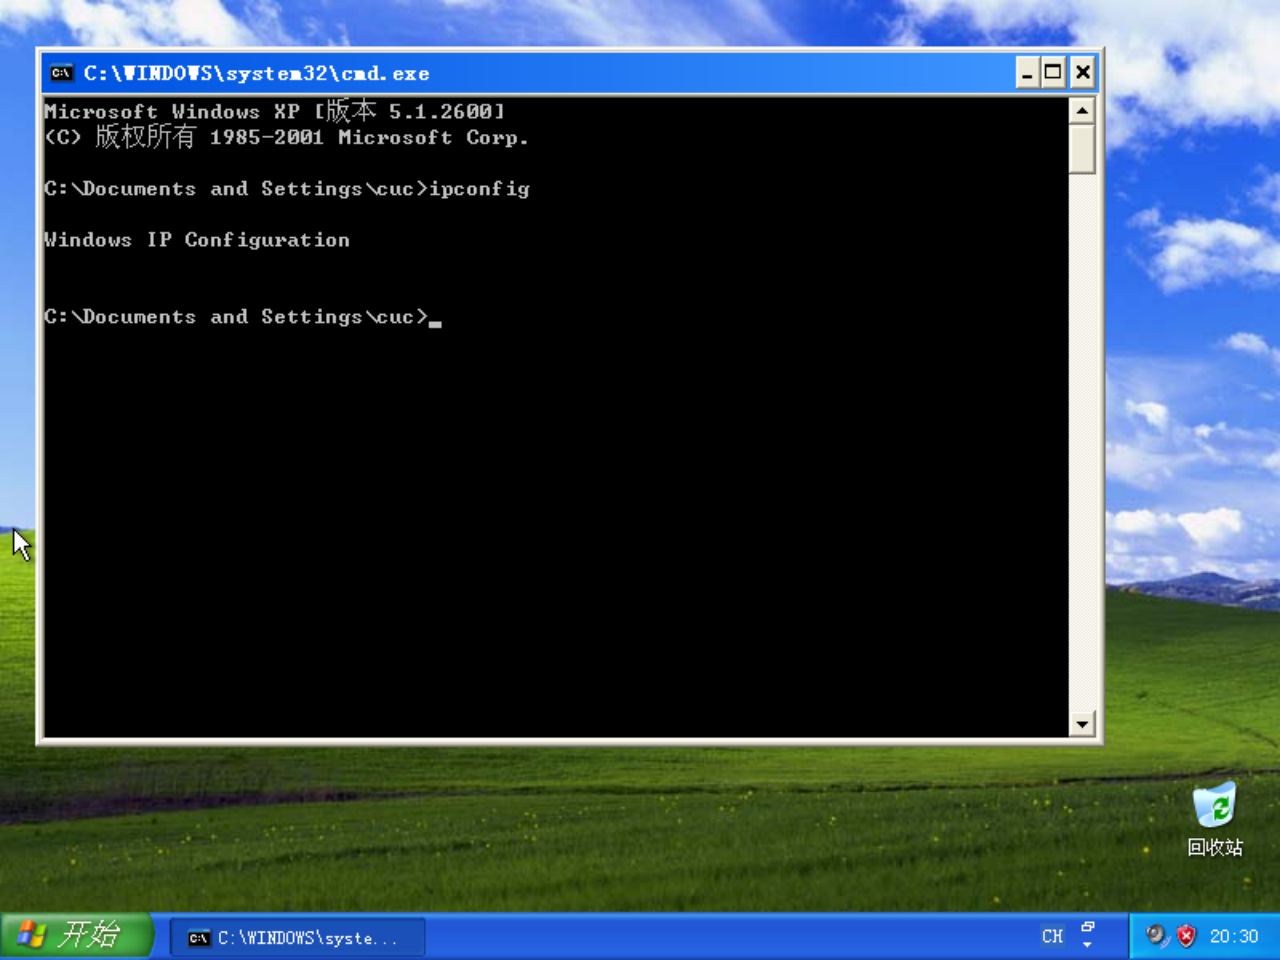 C:\WINDOWS\system32\cmd.exe
Microsoft Windows XP [版本 5.1.2600]
(C) 版权所有 1985-2001 Microsoft Corp.
C:\Documents and Settings\cuc>ipconfig
Windows IP Configuration
C:\Documents and Settings\cuc>_
回收站
开始
C:\WINDOWS\syste...
CH
20:30